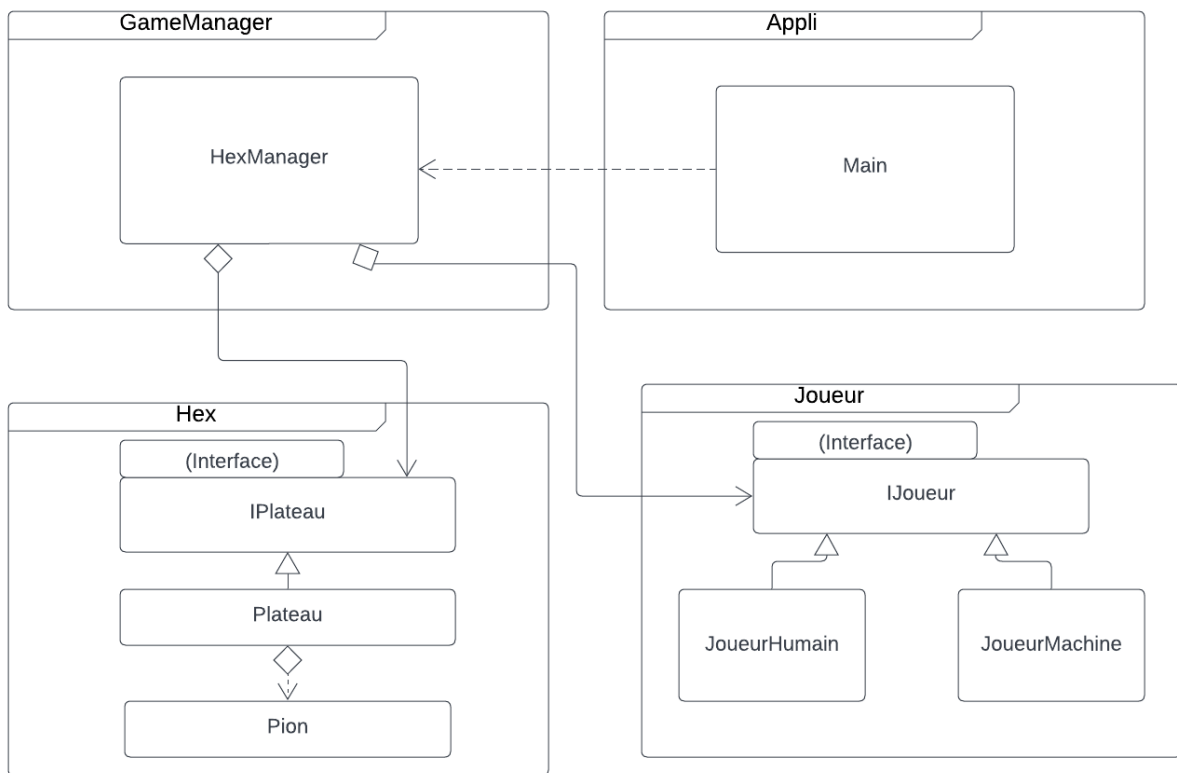 GameManager
HexManager
Appli
Main
Hex
(Interface)
IPlateau
Plateau
Pion
Joueur
(Interface)
IJoueur
JoueurHumain
JoueurMachine